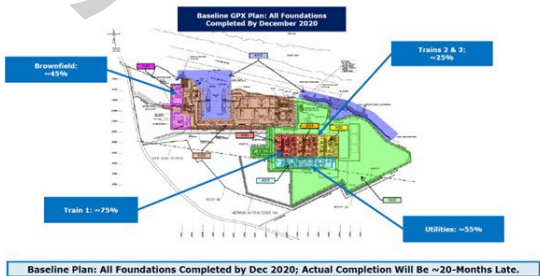 Baseline GPX Plan: All Foundations
Completed By December 2020
Trains 2 & 3:
~25%
Brownfield:
~45%
Train 1: ~75%
Utilities: ~55%
Baseline Plan: All Foundations Completed by Dec 2020; Actual Completion Will Be ~20-Months Late.